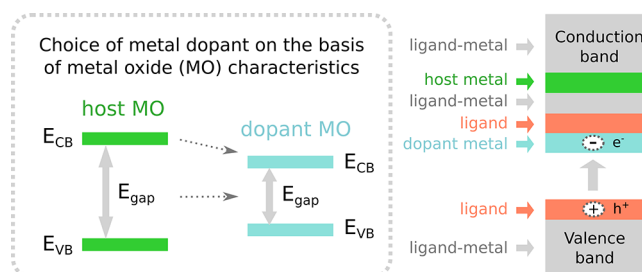 Choice of metal dopant on the basis
of metal oxide (MO) characteristics
host MO
dopant MO
E_CB
E_gap
E_VB
E_CB
E_gap
E_VB
ligand-metal
host metal
ligand-metal
ligand
dopant metal
ligand
ligand-metal
Conduction
band
- e⁻
+ h⁺
Valence
band